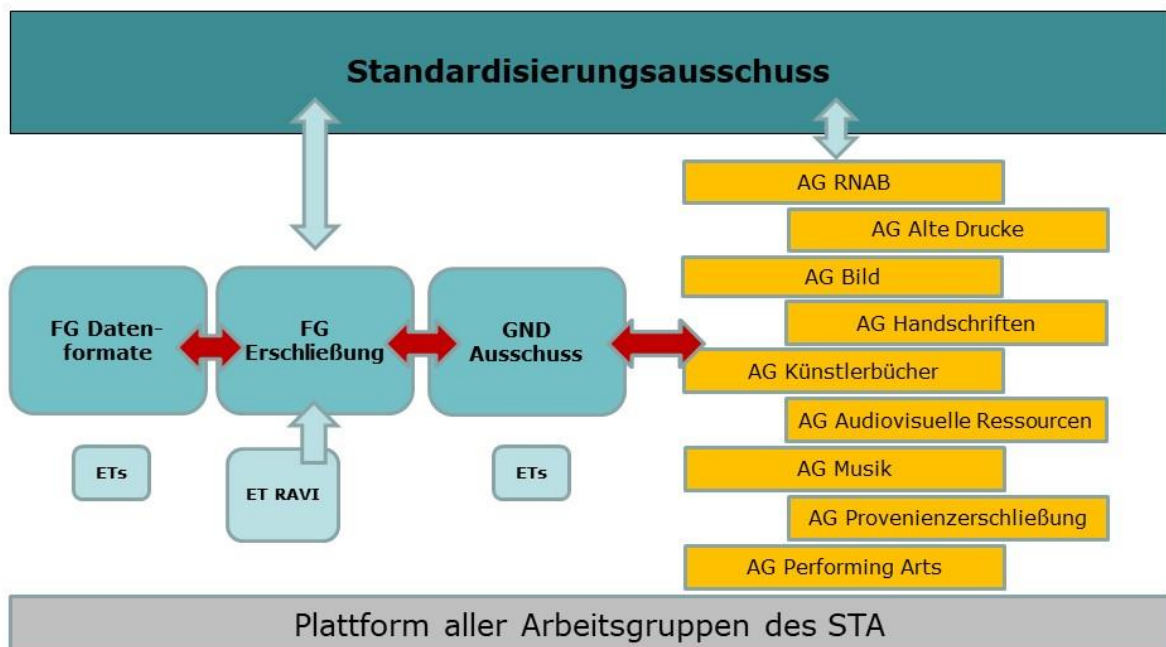 Standardisierungsausschuss
FG Daten-
formate
FG
Erschließung
GND
Ausschuss
ETs
ET RAVI
ETs
AG RNAB
AG Alte Drucke
AG Bild
AG Handschriften
AG Künstlerbücher
AG Audiovisuelle Ressourcen
AG Musik
AG Provenienzerschließung
AG Performing Arts
Plattform aller Arbeitsgruppen des STA